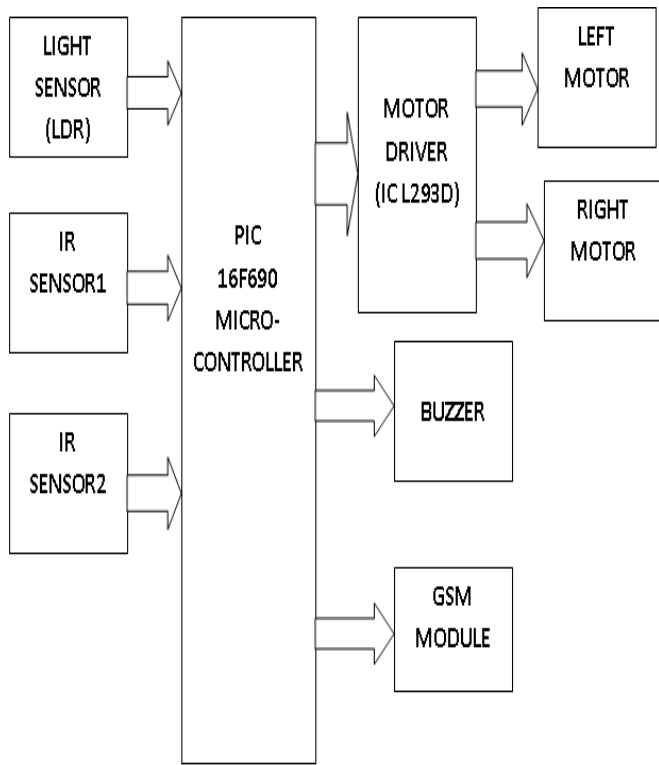 LIGHT
SENSOR
(LDR)
IR
SENSOR1
IR
SENSOR2
PIC
16F690
MICRO-
CONTROLLER
MOTOR
DRIVER
(IC L293D)
LEFT
MOTOR
RIGHT
MOTOR
BUZZER
GSM
MODULE